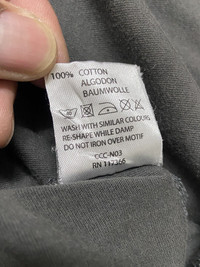 100% COTTON
ALGODON
BAUMWOLLE
WASH WITH SIMILAR COLOURS
RE-SHAPE WHILE DAMP
DO NOT IRON OVER MOTIF
CCC-N03
RN 117366